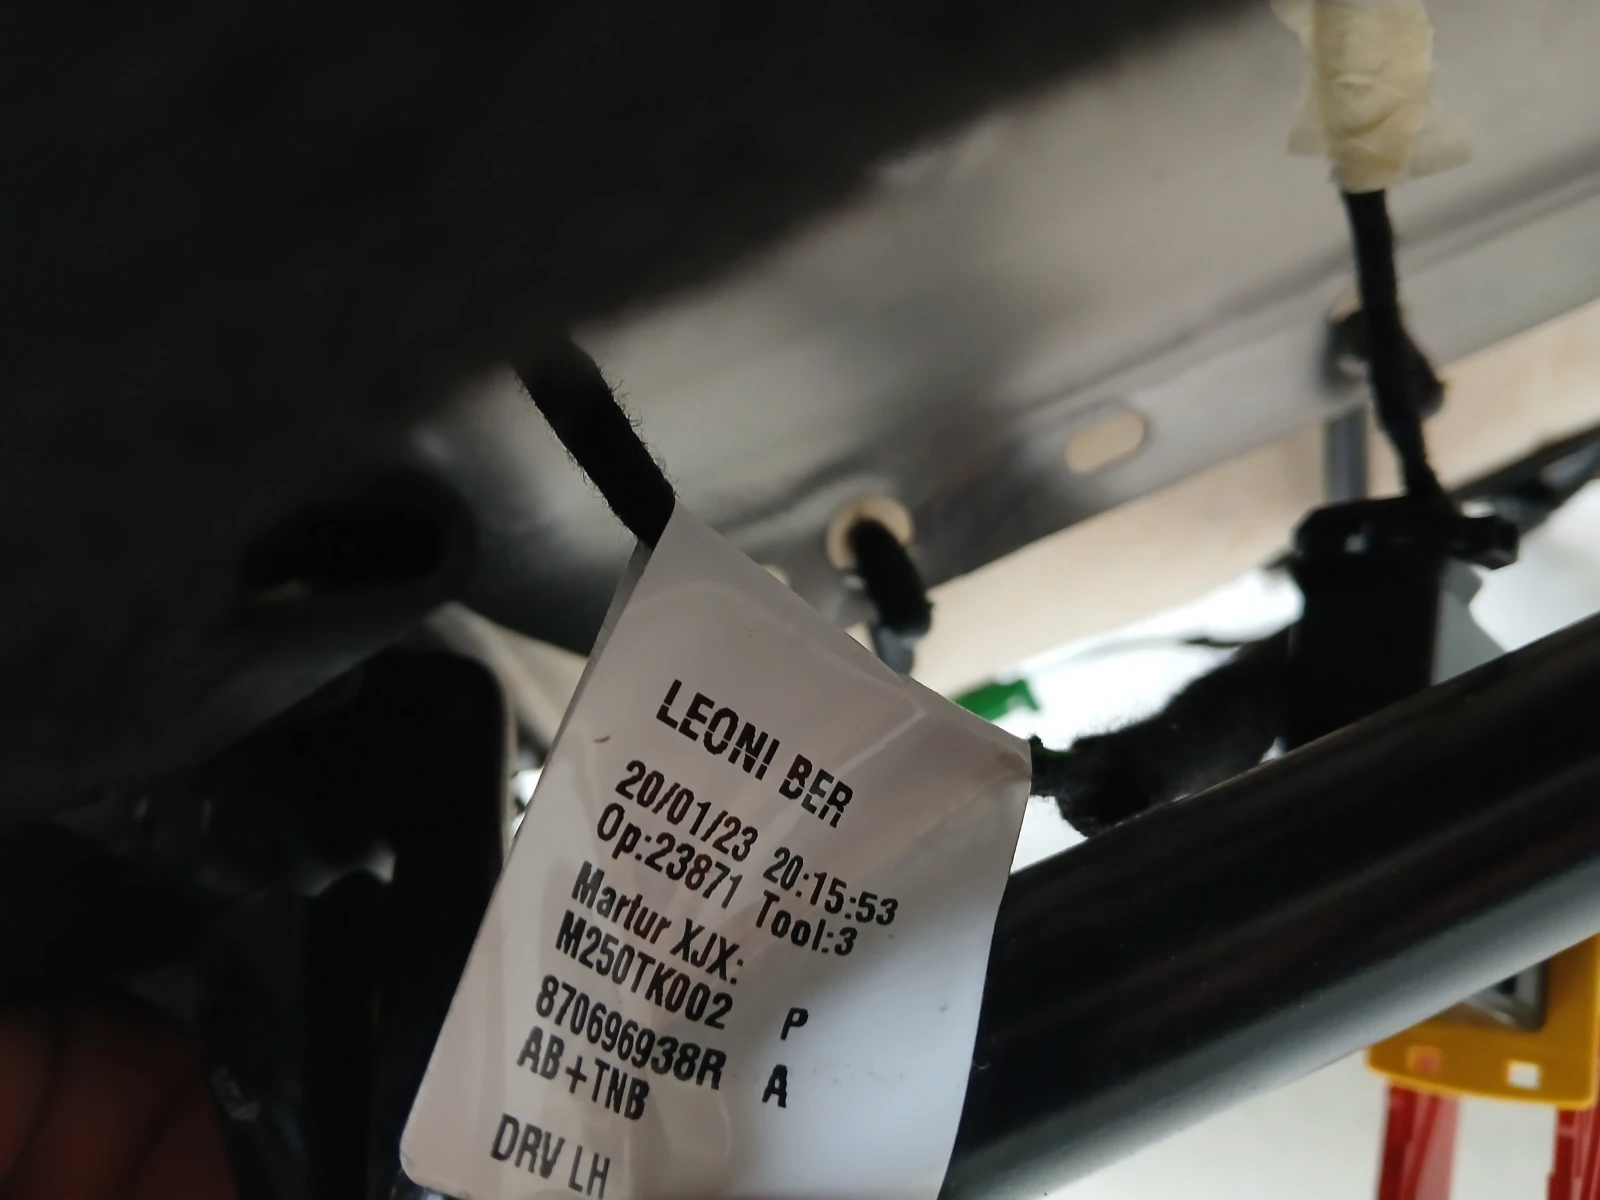 LEONI BER
20/01/23 20:15:53
Op:23871 Tool:3
Martur XJX:
M250TK002 P
870696938R A
AB+TNB
DRV LH